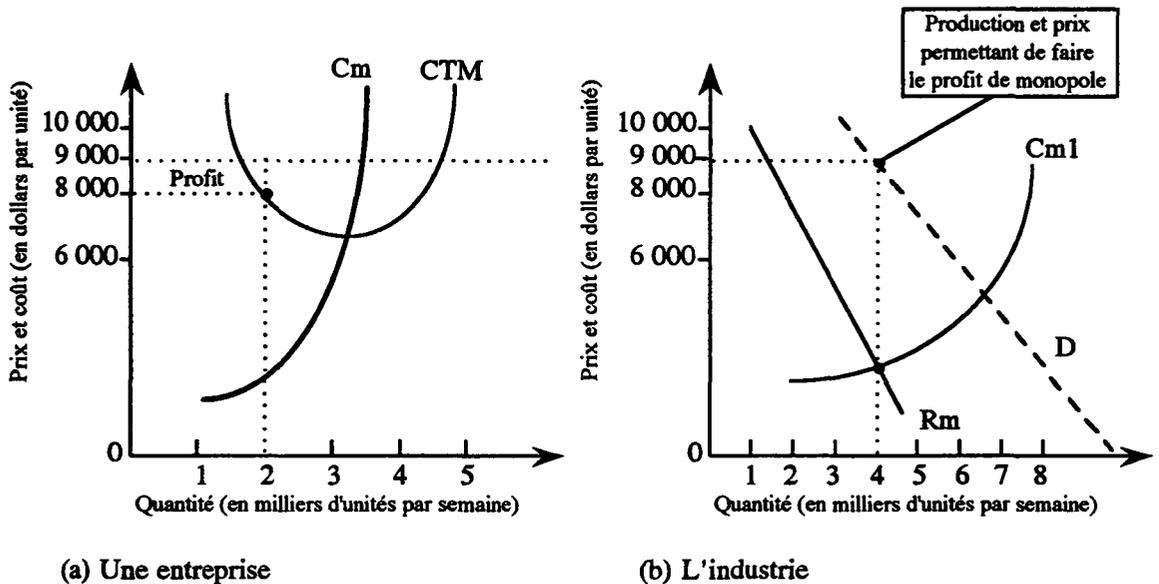 Production et prix
permettant de faire
le profit de monopole
Prix et coût (en dollars par unité)
Cm
CTM
10 000
9 000
8 000
6 000
0
Profit
1 2 3 4 5
Quantité (en milliers d'unités par semaine)
(a) Une entreprise
Prix et coût (en dollars par unité)
10 000
9 000
8 000
6 000
0
Cm1
D
Rm
1 2 3 4 5 6 7 8
Quantité (en milliers d'unités par semaine)
(b) L'industrie